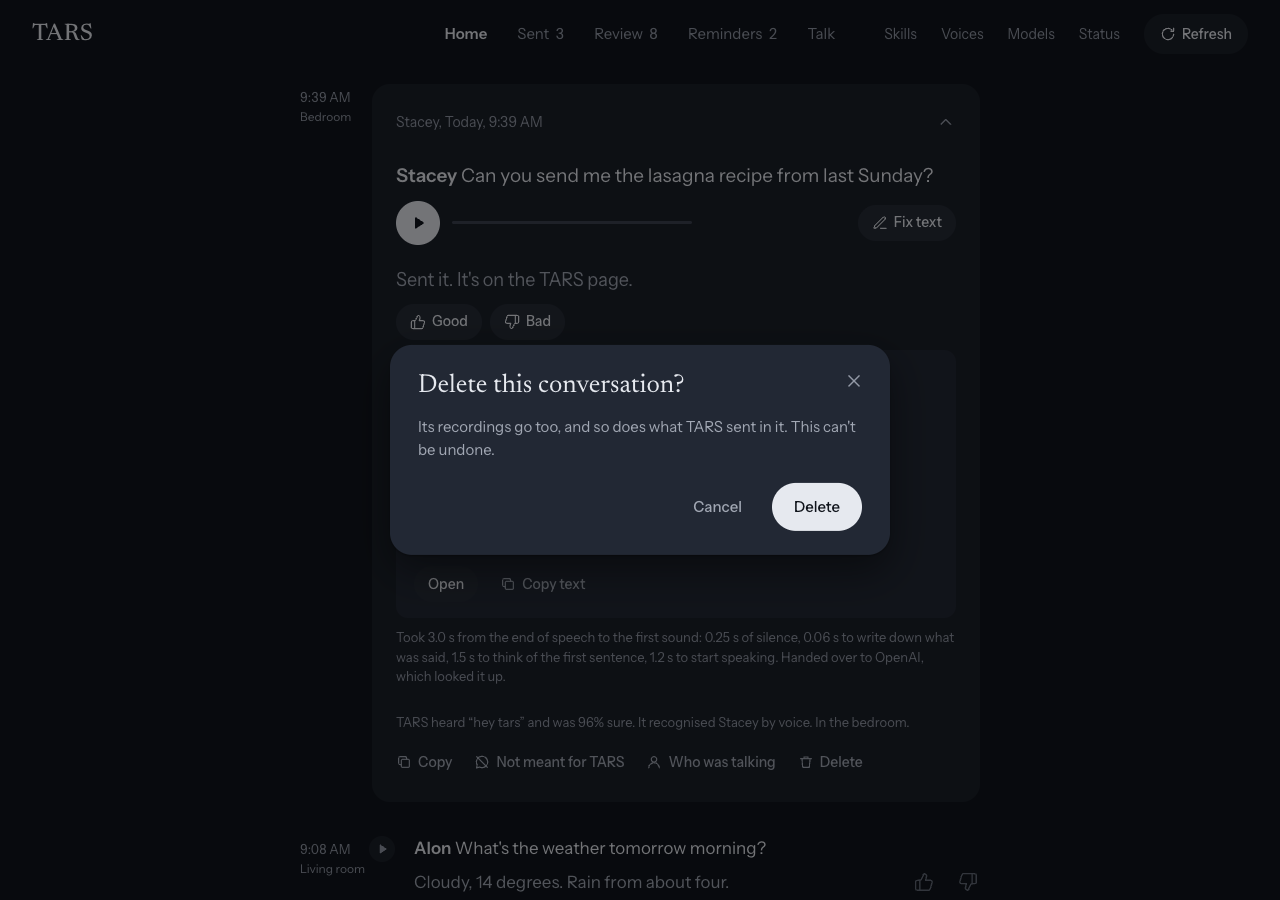 TARS
Home Sent 3 Review 8 Reminders 2 Talk Skills Voices Models Status Refresh
9:39 AM
Bedroom
Stacey, Today, 9:39 AM
Stacey Can you send me the lasagna recipe from last Sunday?
Fix text
Sent it. It's on the TARS page.
Good Bad
Delete this conversation?
Its recordings go too, and so does what TARS sent in it. This can't
be undone.
Cancel Delete
Open Copy text
Took 3.0 s from the end of speech to the first sound: 0.25 s of silence, 0.06 s to write down what
was said, 1.5 s to think of the first sentence, 1.2 s to start speaking. Handed over to OpenAI,
which looked it up.
TARS heard “hey tars” and was 96% sure. It recognised Stacey by voice. In the bedroom.
Copy Not meant for TARS Who was talking Delete
9:08 AM
Living room
Alon What's the weather tomorrow morning?
Cloudy, 14 degrees. Rain from about four.